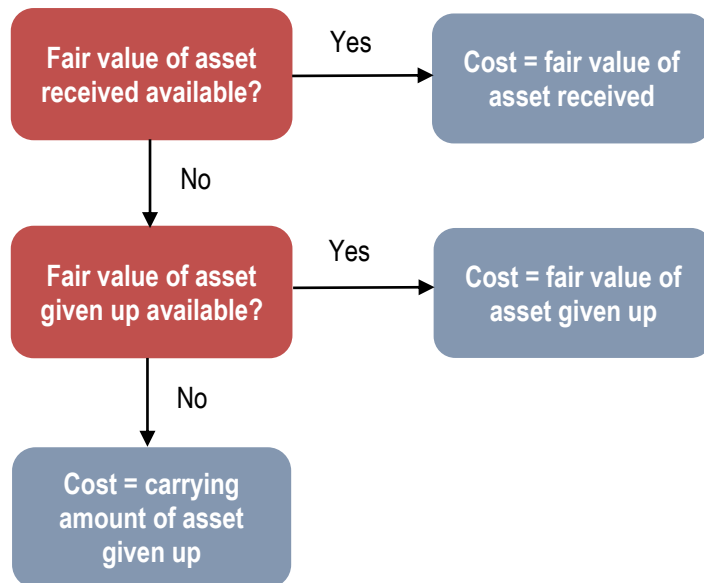 Fair value of asset
received available?
Yes
Cost = fair value of
asset received
No
Fair value of asset
given up available?
Yes
Cost = fair value of
asset given up
No
Cost = carrying
amount of asset
given up